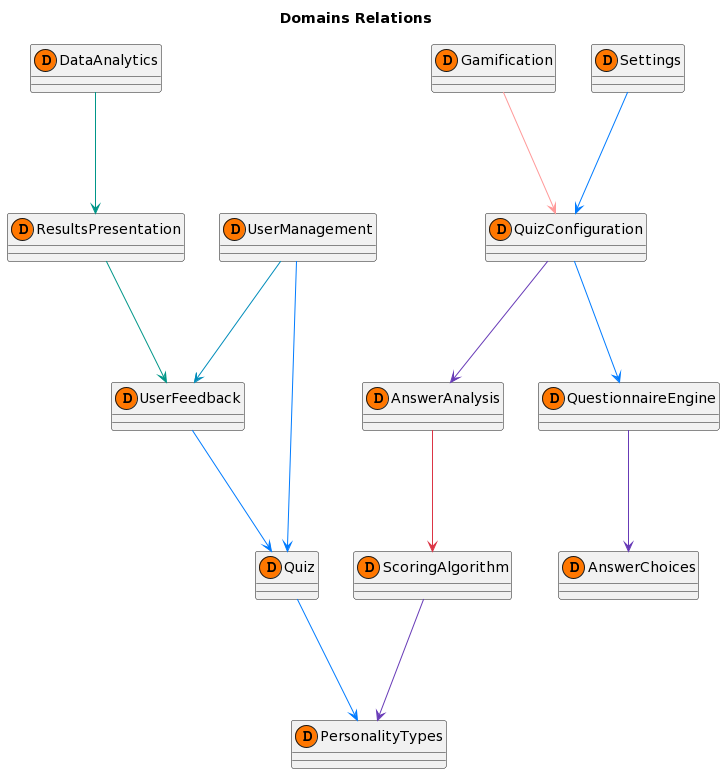 Domains Relations
D DataAnalytics
D Gamification
D Settings
D ResultsPresentation
D UserManagement
D QuizConfiguration
D UserFeedback
D AnswerAnalysis
D QuestionnaireEngine
D Quiz
D ScoringAlgorithm
D AnswerChoices
D PersonalityTypes